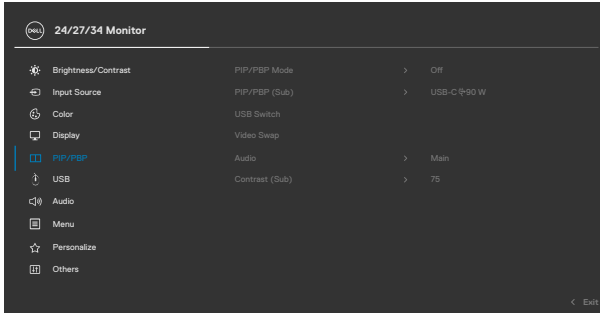 DELL 24/27/34 Monitor
Brightness/Contrast PIP/PBP Mode > Off
Input Source PIP/PBP (Sub) > USB-C 90 W
Color USB Switch
Display Video Swap
PIP/PBP Audio > Main
USB Contrast (Sub) > 75
Audio
Menu
Personalize
Others
< Exit